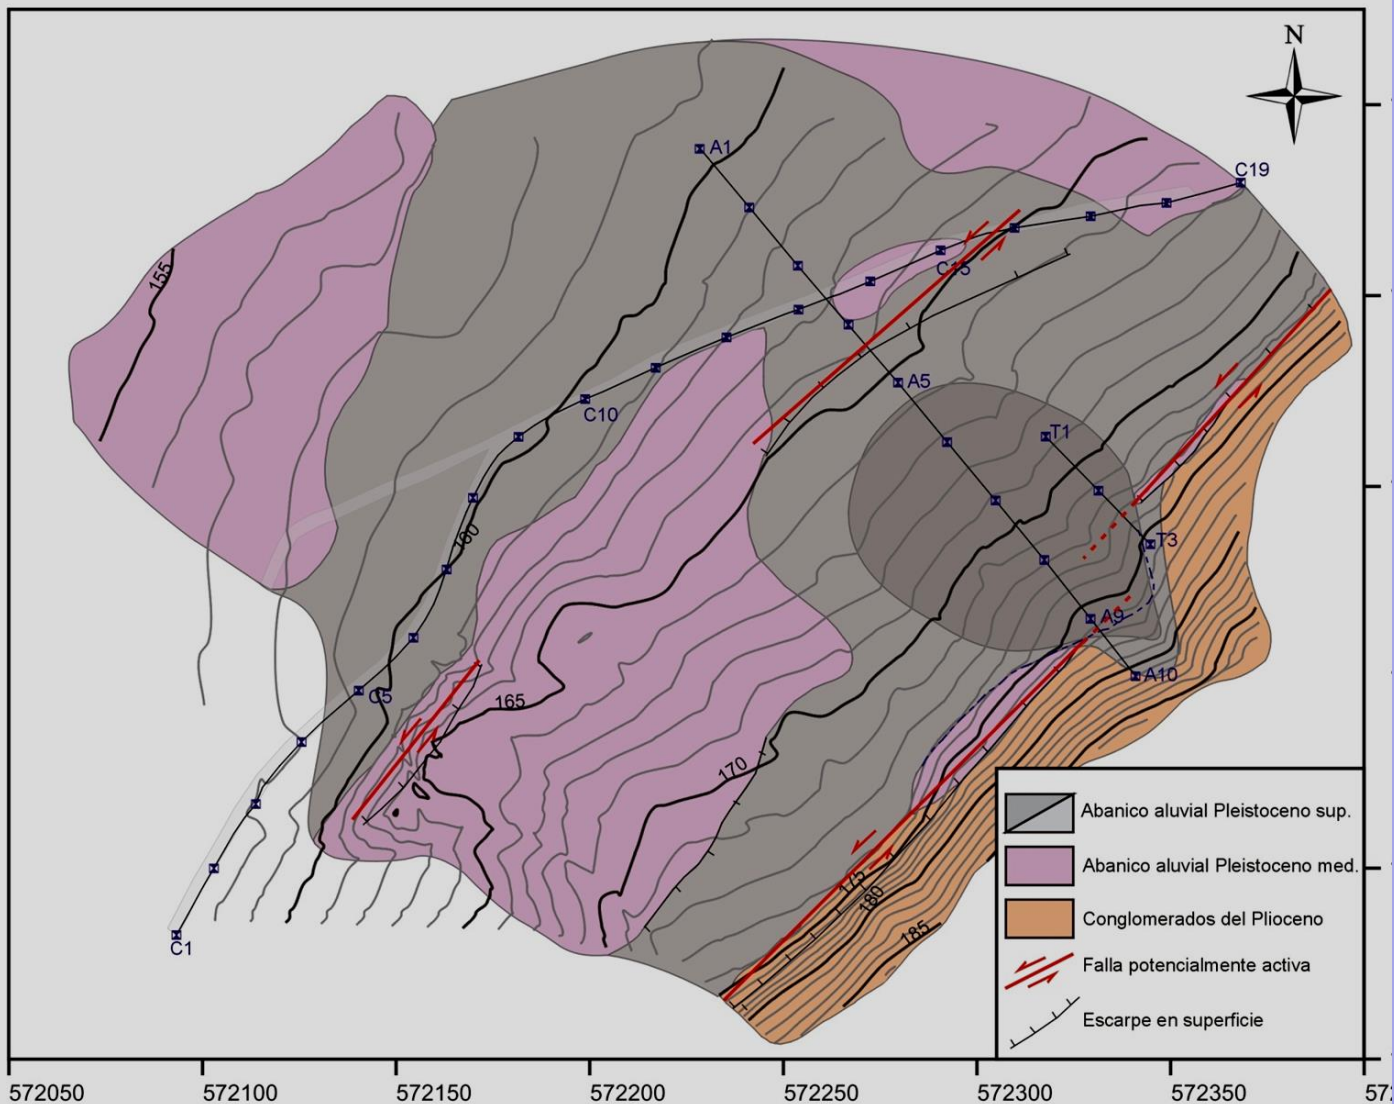 N
A1
C19
C15
155
A5
C10
T1
160
T3
A9
C5
165
A10
170
Abanico aluvial Pleistoceno sup.
Abanico aluvial Pleistoceno med.
175
180
Conglomerados del Plioceno
185
C1
Falla potencialmente activa
Escarpe en superficie
572050 572100 572150 572200 572250 572300 572350